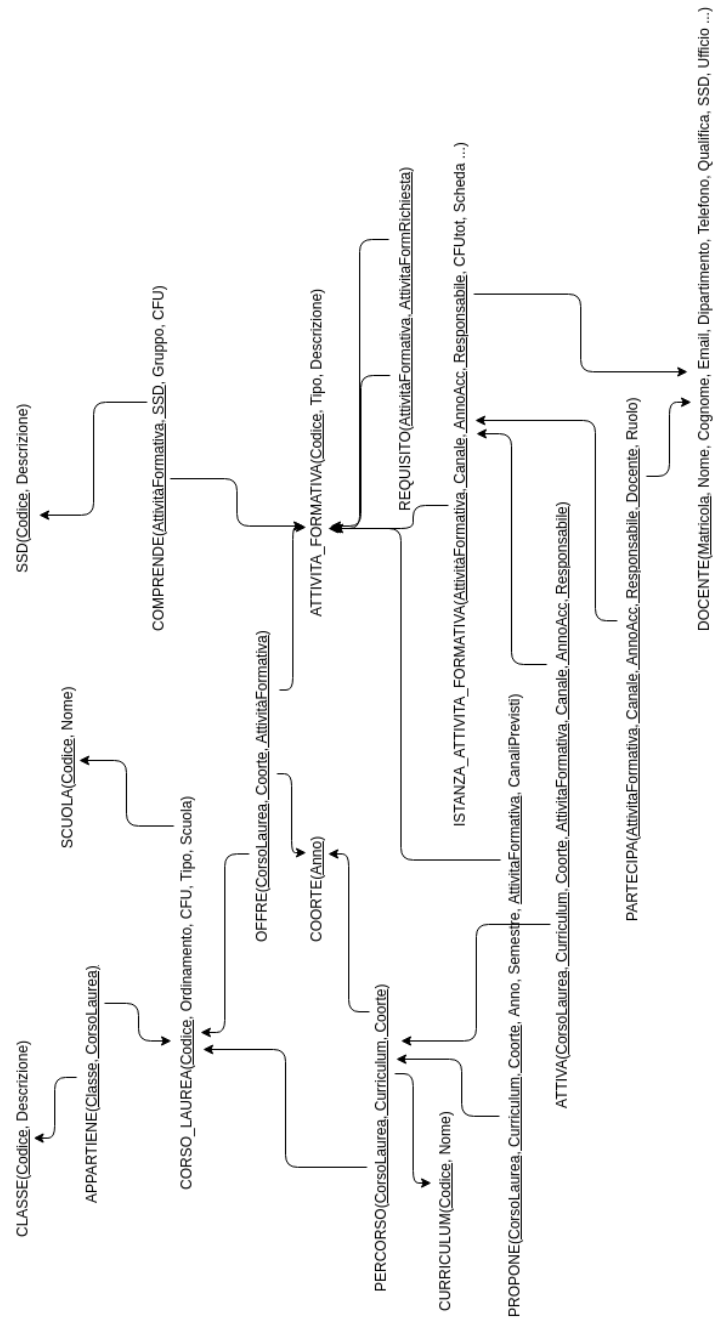 CLASSE(Codice, Descrizione)
SCUOLA(Codice, Nome)
SSD(Codice, Descrizione)
APPARTIENE(Classe, CorsoLaurea)
COMPRENDE(AttivitàFormativa, SSD, Gruppo, CFU)
CORSO_LAUREA(Codice, Ordinamento, CFU, Tipo, Scuola)
OFFRE(CorsoLaurea, Coorte, AttivitàFormativa)
COORTE(Anno)
ATTIVITA_FORMATIVA(Codice, Tipo, Descrizione)
PERCORSO(CorsoLaurea, Curriculum, Coorte)
REQUISITO(AttivitàFormativa, AttivitaFormRichiesta)
CURRICULUM(Codice, Nome)
ISTANZA_ATTIVITA_FORMATIVA(AttivitàFormativa, Canale, AnnoAcc, Responsabile, CFUtot, Scheda ...)
PROPONE(CorsoLaurea, Curriculum, Coorte, Anno, Semestre, AttivitaFormativa, CanaliPrevisti)
ATTIVA(CorsoLaurea, Curriculum, Coorte, AttivitaFormativa, Canale, AnnoAcc, Responsabile)
PARTECIPA(AttivitaFormativa, Canale, AnnoAcc, Responsabile, Docente, Ruolo)
DOCENTE(Matricola, Nome, Cognome, Email, Dipartimento, Telefono, Qualifica, SSD, Ufficio ...)